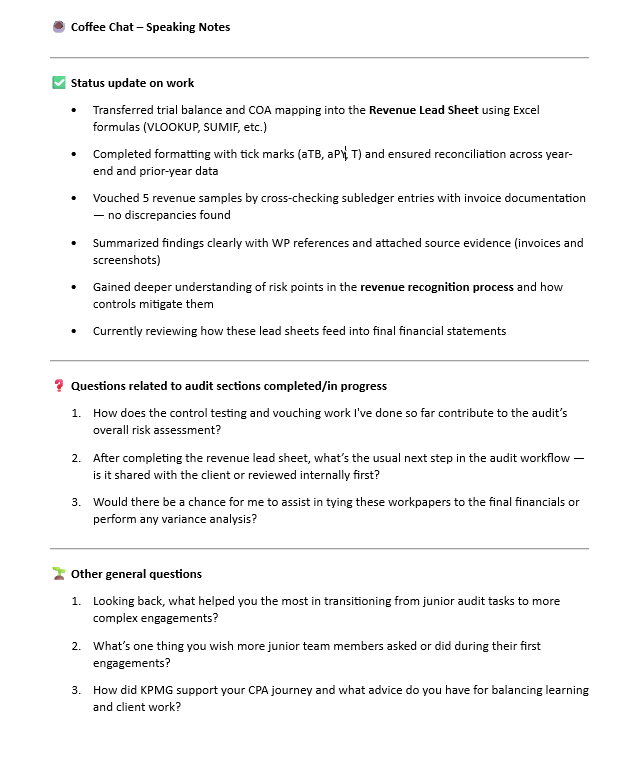 Coffee Chat – Speaking Notes
Status update on work
• Transferred trial balance and COA mapping into the Revenue Lead Sheet using Excel
formulas (VLOOKUP, SUMIF, etc.)
• Completed formatting with tick marks (aTB, aPY, T) and ensured reconciliation across year-
end and prior-year data
• Vouched 5 revenue samples by cross-checking subledger entries with invoice documentation
— no discrepancies found
• Summarized findings clearly with WP references and attached source evidence (invoices and
screenshots)
• Gained deeper understanding of risk points in the revenue recognition process and how
controls mitigate them
• Currently reviewing how these lead sheets feed into final financial statements
Questions related to audit sections completed/in progress
1. How does the control testing and vouching work I've done so far contribute to the audit’s
overall risk assessment?
2. After completing the revenue lead sheet, what’s the usual next step in the audit workflow —
is it shared with the client or reviewed internally first?
3. Would there be a chance for me to assist in tying these workpapers to the final financials or
perform any variance analysis?
Other general questions
1. Looking back, what helped you the most in transitioning from junior audit tasks to more
complex engagements?
2. What’s one thing you wish more junior team members asked or did during their first
engagements?
3. How did KPMG support your CPA journey and what advice do you have for balancing learning
and client work?